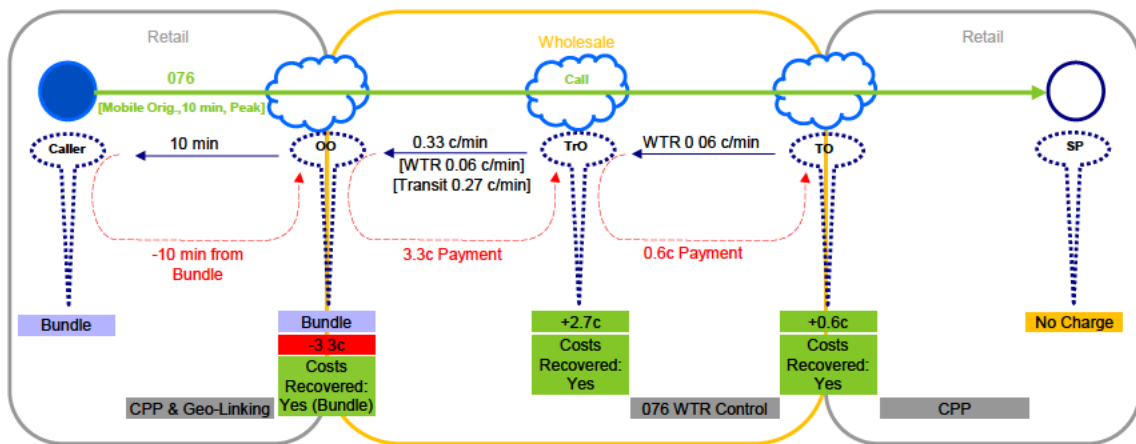 Retail
Wholesale
Retail
076
Call
[Mobile Orig.,10 min, Peak]
Caller
10 min
OO
0.33 c/min
[WTR 0.06 c/min]
[Transit 0.27 c/min]
TrO
WTR 0 06 c/min
TO
SP
-10 min from
Bundle
3.3c Payment
0.6c Payment
Bundle
Bundle
-3.3c
Costs
Recovered:
Yes (Bundle)
+2.7c
Costs
Recovered:
Yes
+0.6c
Costs
Recovered:
Yes
No Charge
CPP & Geo-Linking
076 WTR Control
CPP